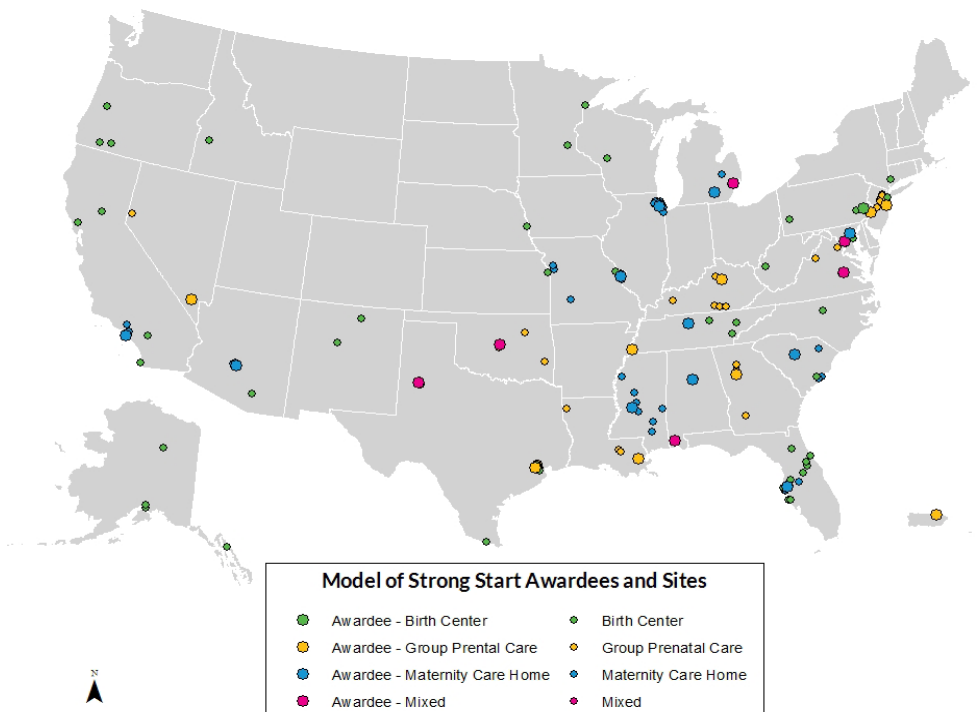 N
Model of Strong Start Awardees and Sites
Awardee - Birth Center Birth Center
Awardee - Group Prental Care Group Prenatal Care
Awardee - Maternity Care Home Maternity Care Home
Awardee - Mixed Mixed